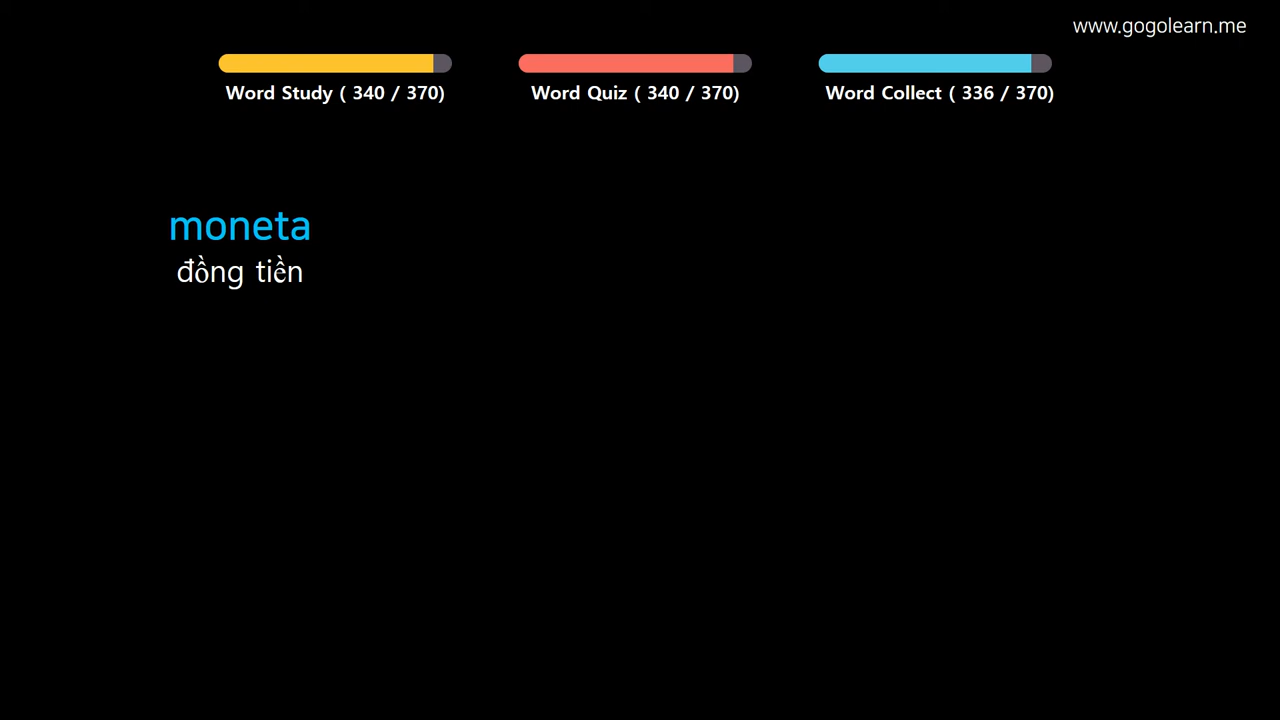 www.gogolearn.me
Word Study ( 340 / 370)
Word Quiz ( 340 / 370)
Word Collect ( 336 / 370)
moneta
đồng tiền